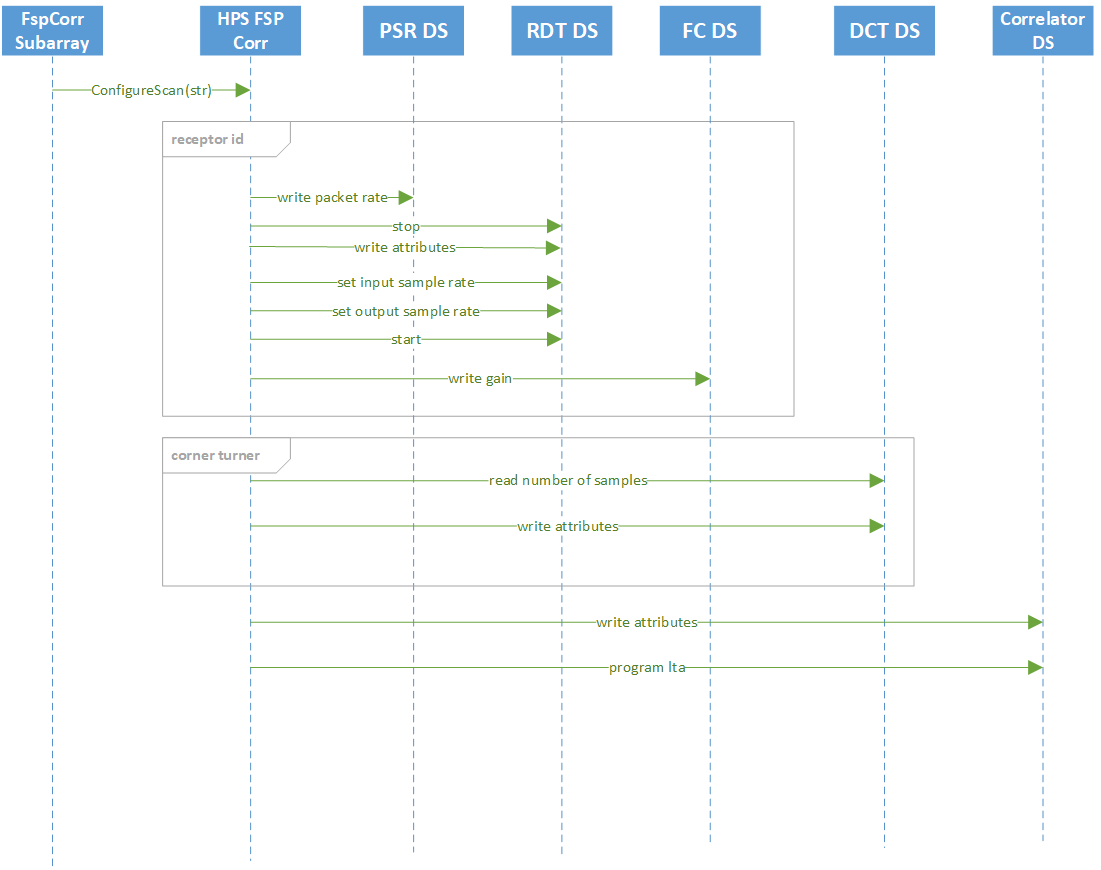 FspCorr
Subarray
HPS FSP
Corr
PSR DS
RDT DS
FC DS
DCT DS
Correlator
DS
ConfigureScan(str)
receptor id
write packet rate
stop
write attributes
set input sample rate
set output sample rate
start
write gain
corner turner
read number of samples
write attributes
write attributes
program lta